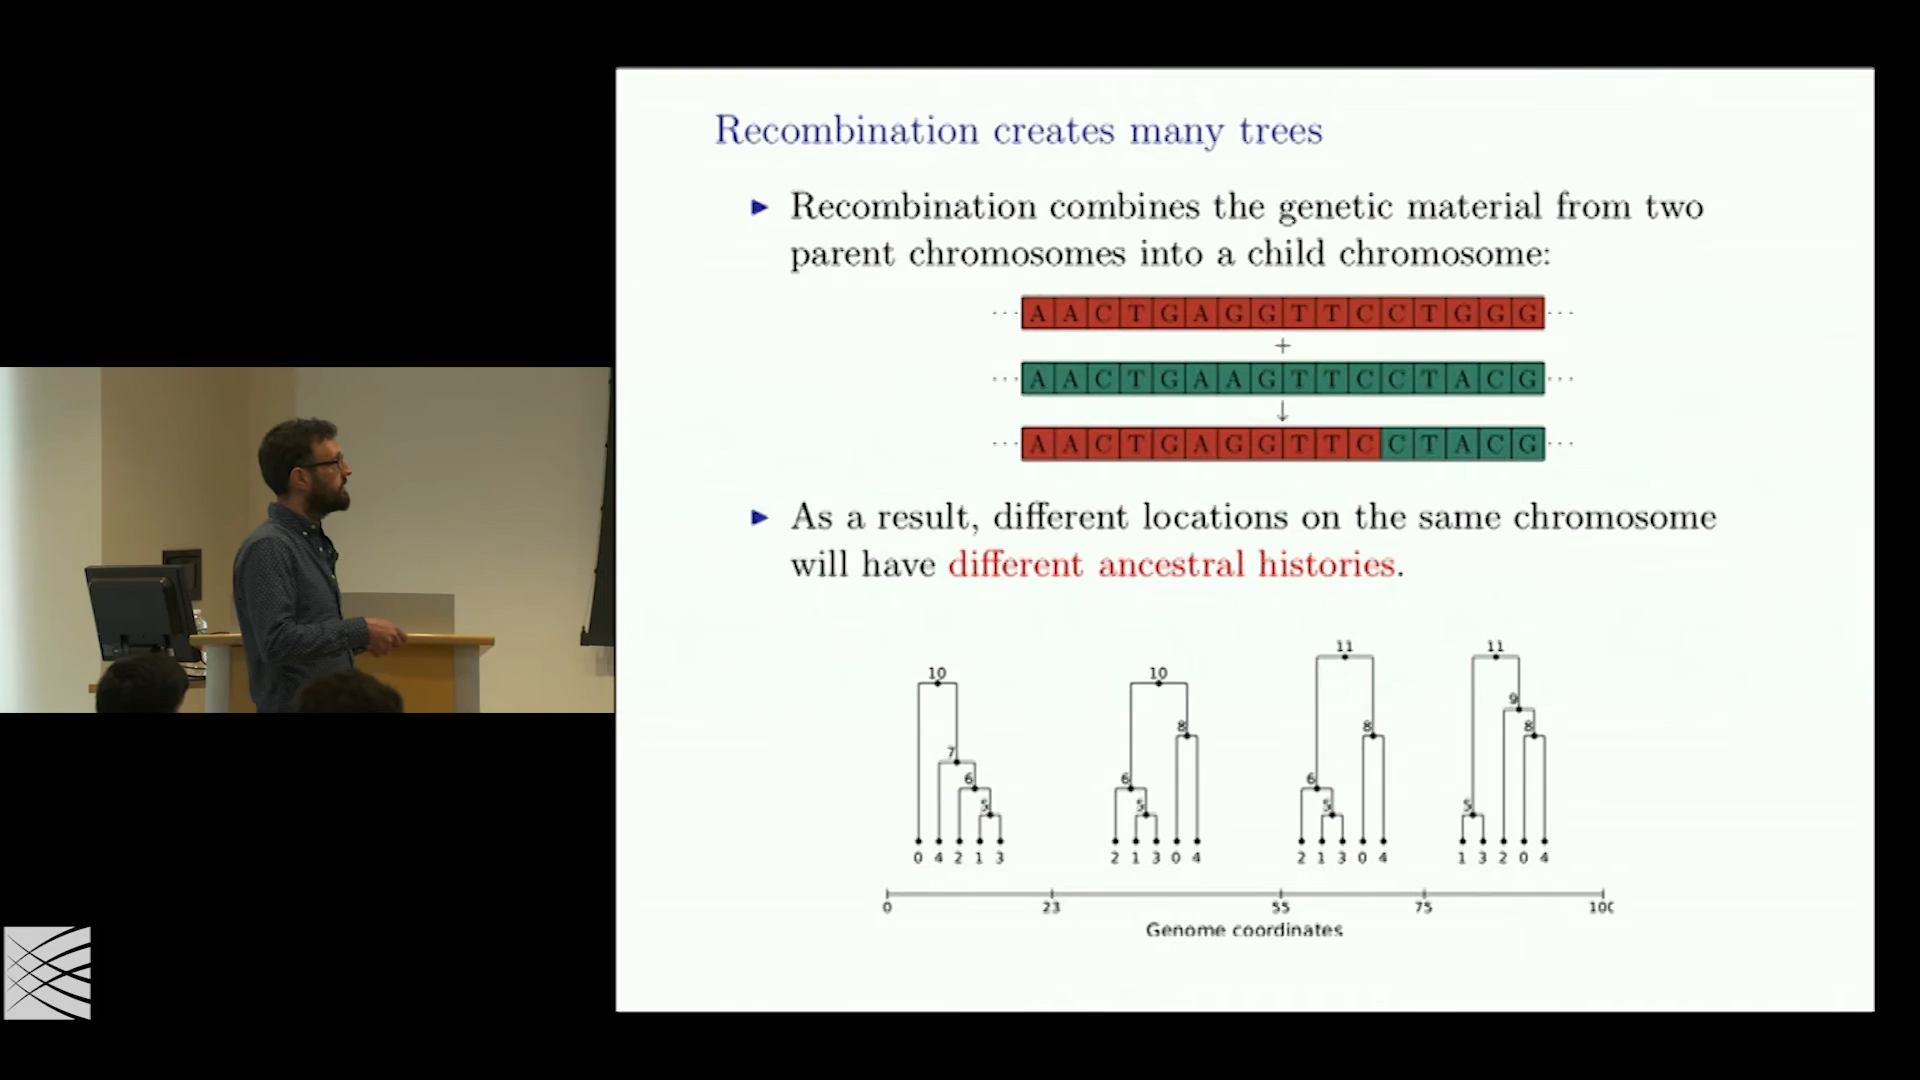 Recombination creates many trees
▶ Recombination combines the genetic material from two
parent chromosomes into a child chromosome:
··· A A C T G A G G T T C C T G G G ···
+
··· A A C T G A A G T T C C T A C G ···
↓
··· A A C T G A G G T T C C T A C G ···
▶ As a result, different locations on the same chromosome
will have different ancestral histories.
10 10 11 11
9
8 8 8
7
6 6 6
5 5 5 5
0 4 2 1 3 2 1 3 0 4 2 1 3 0 4 1 3 2 0 4
0 23 55 75 100
Genome coordinates